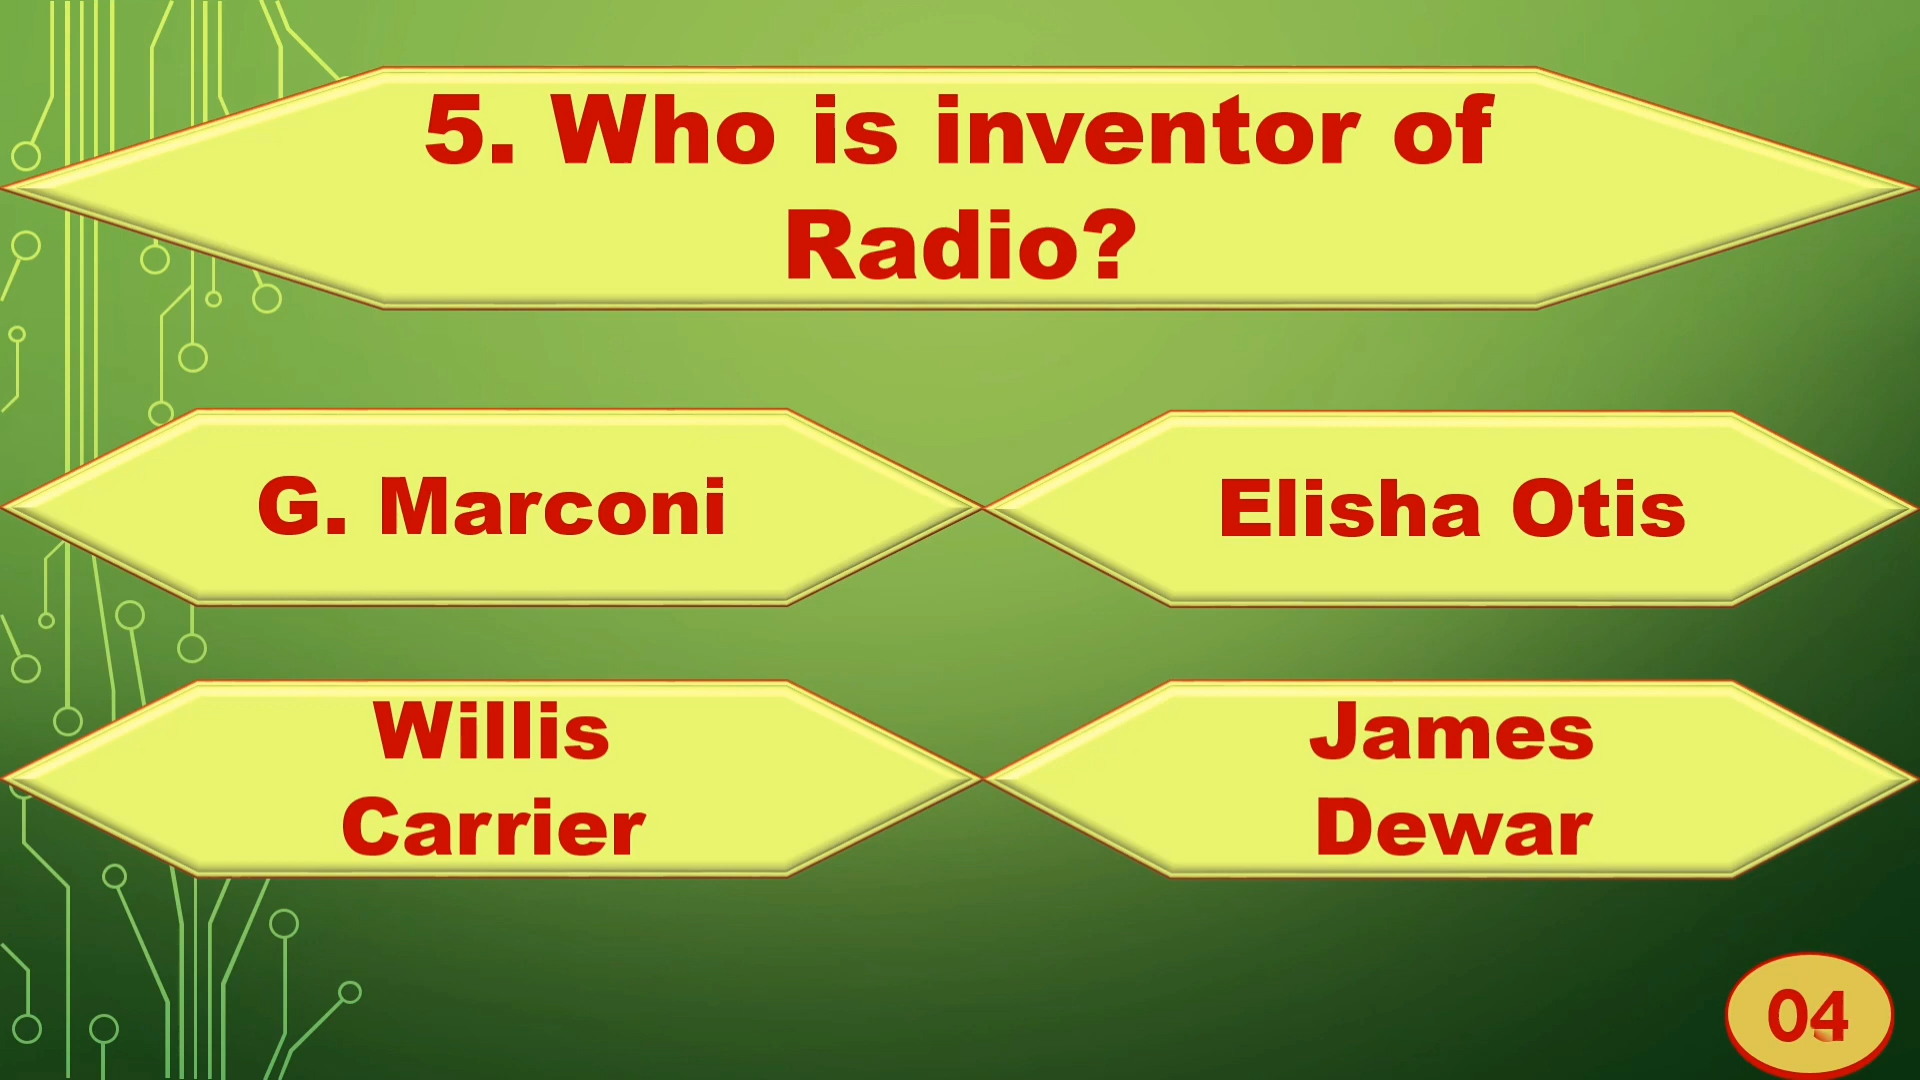 5. Who is inventor of
Radio?
G. Marconi
Elisha Otis
Willis
Carrier
James
Dewar
04